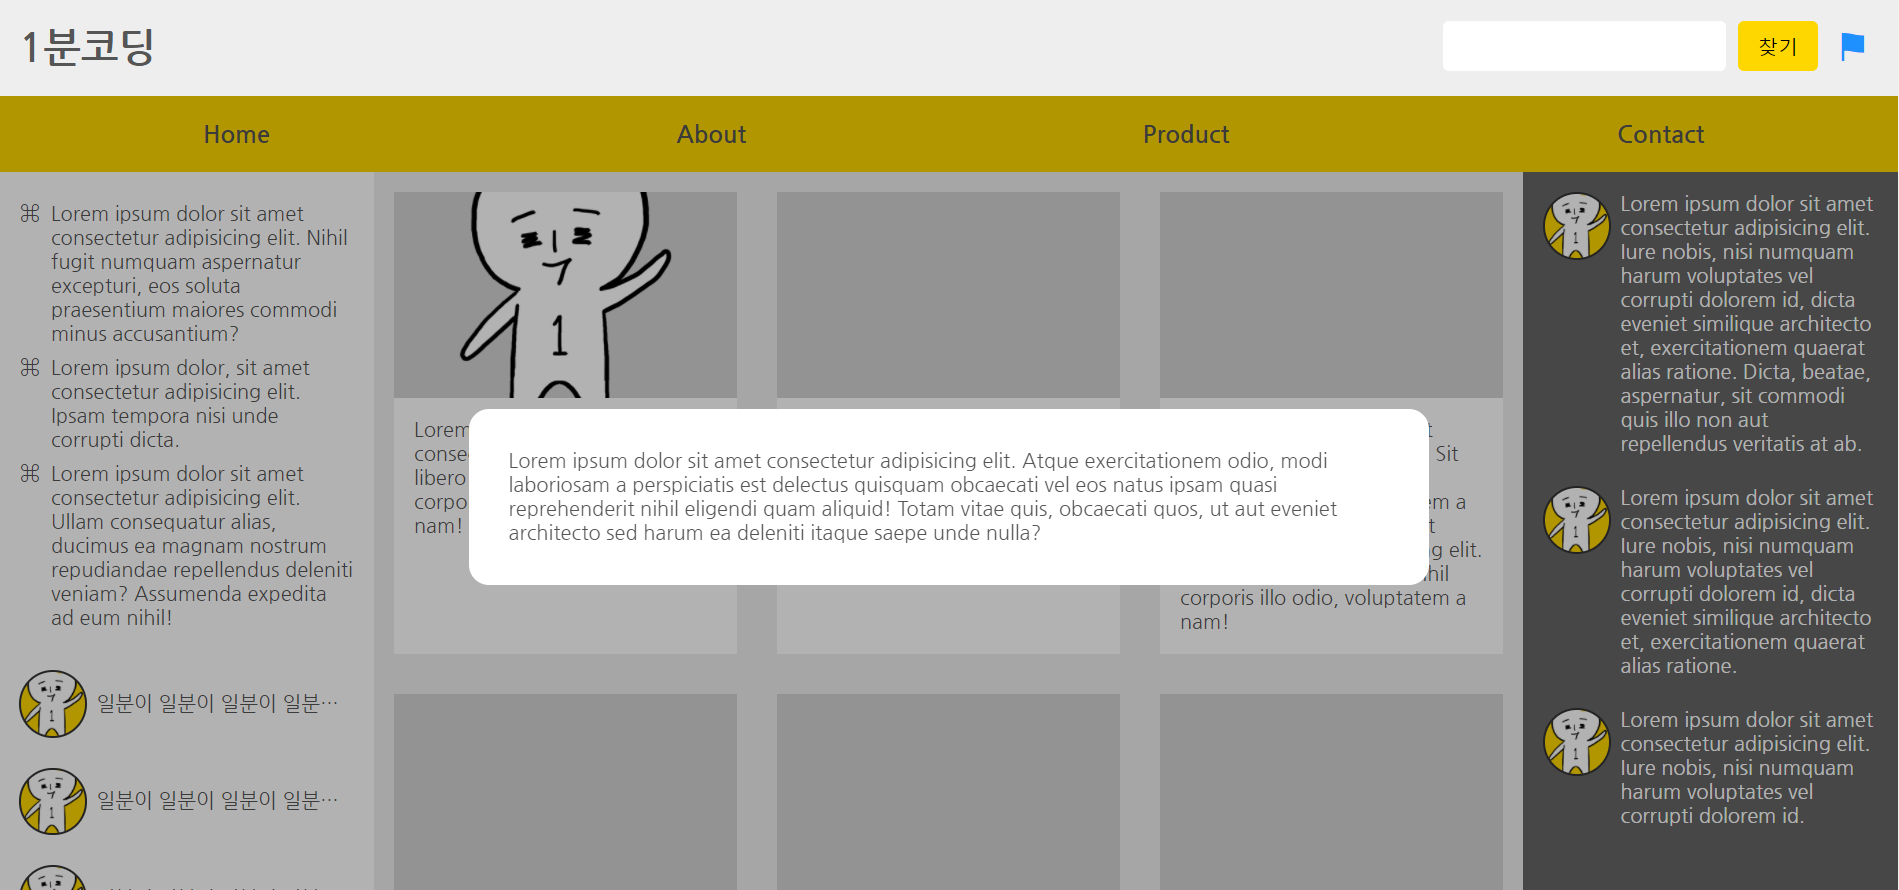 1분코딩
찾기
Home
About
Product
Contact
⌘ Lorem ipsum dolor sit amet
consectetur adipisicing elit. Nihil
fugit numquam aspernatur
excepturi, eos soluta
praesentium maiores commodi
minus accusantium?
⌘ Lorem ipsum dolor, sit amet
consectetur adipisicing elit.
Ipsam tempora nisi unde
corrupti dicta.
⌘ Lorem ipsum dolor sit amet
consectetur adipisicing elit.
Ullam consequatur alias,
ducimus ea magnam nostrum
repudiandae repellendus deleniti
veniam? Assumenda expedita
ad eum nihil!
일분이 일분이 일분이 일분…
일분이 일분이 일분이 일분…
1
Lorem
conse
libero
corpo
nam!
Lorem ipsum dolor sit amet consectetur adipisicing elit. Atque exercitationem odio, modi
laboriosam a perspiciatis est delectus quisquam obcaecati vel eos natus ipsam quasi
reprehenderit nihil eligendi quam aliquid! Totam vitae quis, obcaecati quos, ut aut eveniet
architecto sed harum ea deleniti itaque saepe unde nulla?
t
Sit
em a
t
g elit.
hil
corporis illo odio, voluptatem a
nam!
Lorem ipsum dolor sit amet
consectetur adipisicing elit.
Iure nobis, nisi numquam
harum voluptates vel
corrupti dolorem id, dicta
eveniet similique architecto
et, exercitationem quaerat
alias ratione. Dicta, beatae,
aspernatur, sit commodi
quis illo non aut
repellendus veritatis at ab.
Lorem ipsum dolor sit amet
consectetur adipisicing elit.
Iure nobis, nisi numquam
harum voluptates vel
corrupti dolorem id, dicta
eveniet similique architecto
et, exercitationem quaerat
alias ratione.
Lorem ipsum dolor sit amet
consectetur adipisicing elit.
Iure nobis, nisi numquam
harum voluptates vel
corrupti dolorem id.